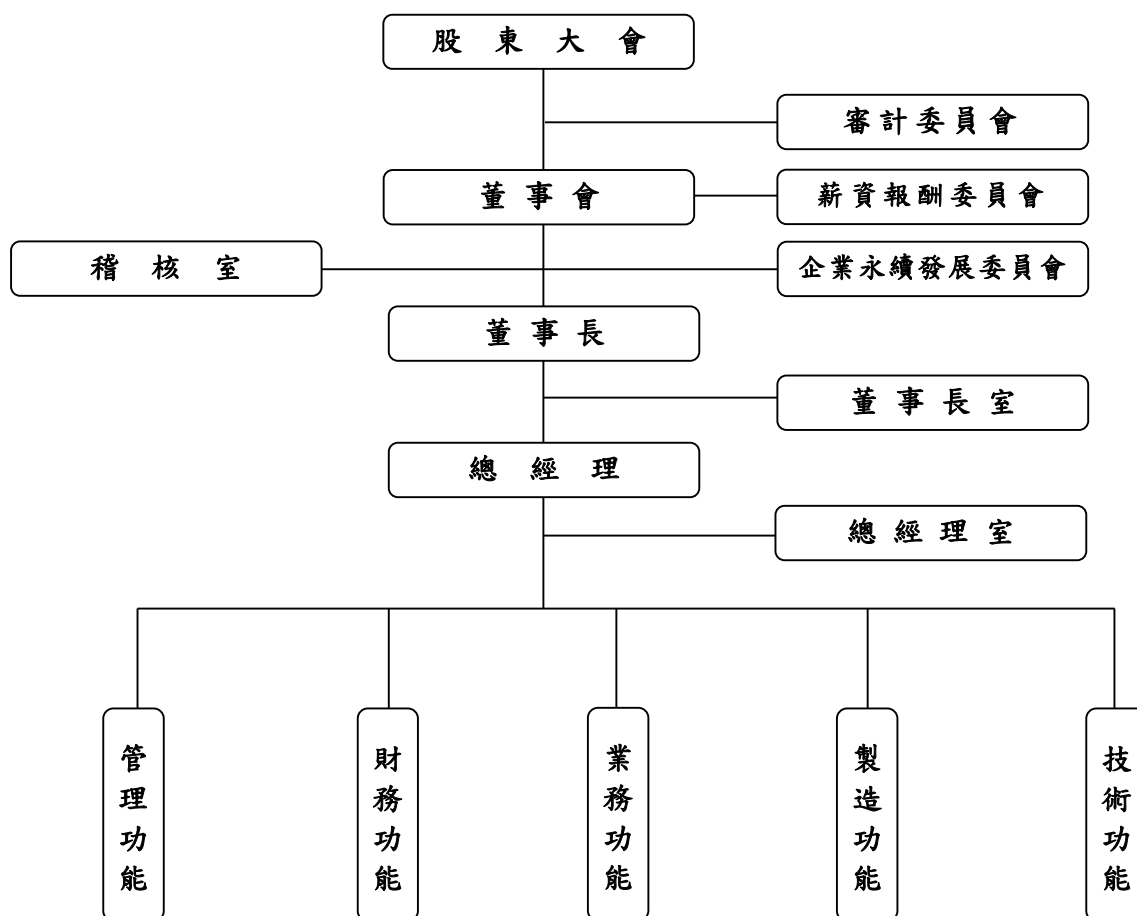 股東大會
審計委員會
董事會
薪資報酬委員會
稽核室
企業永續發展委員會
董事長
董事長室
總經理
總經理室
管理功能
財務功能
業務功能
製造功能
技術功能